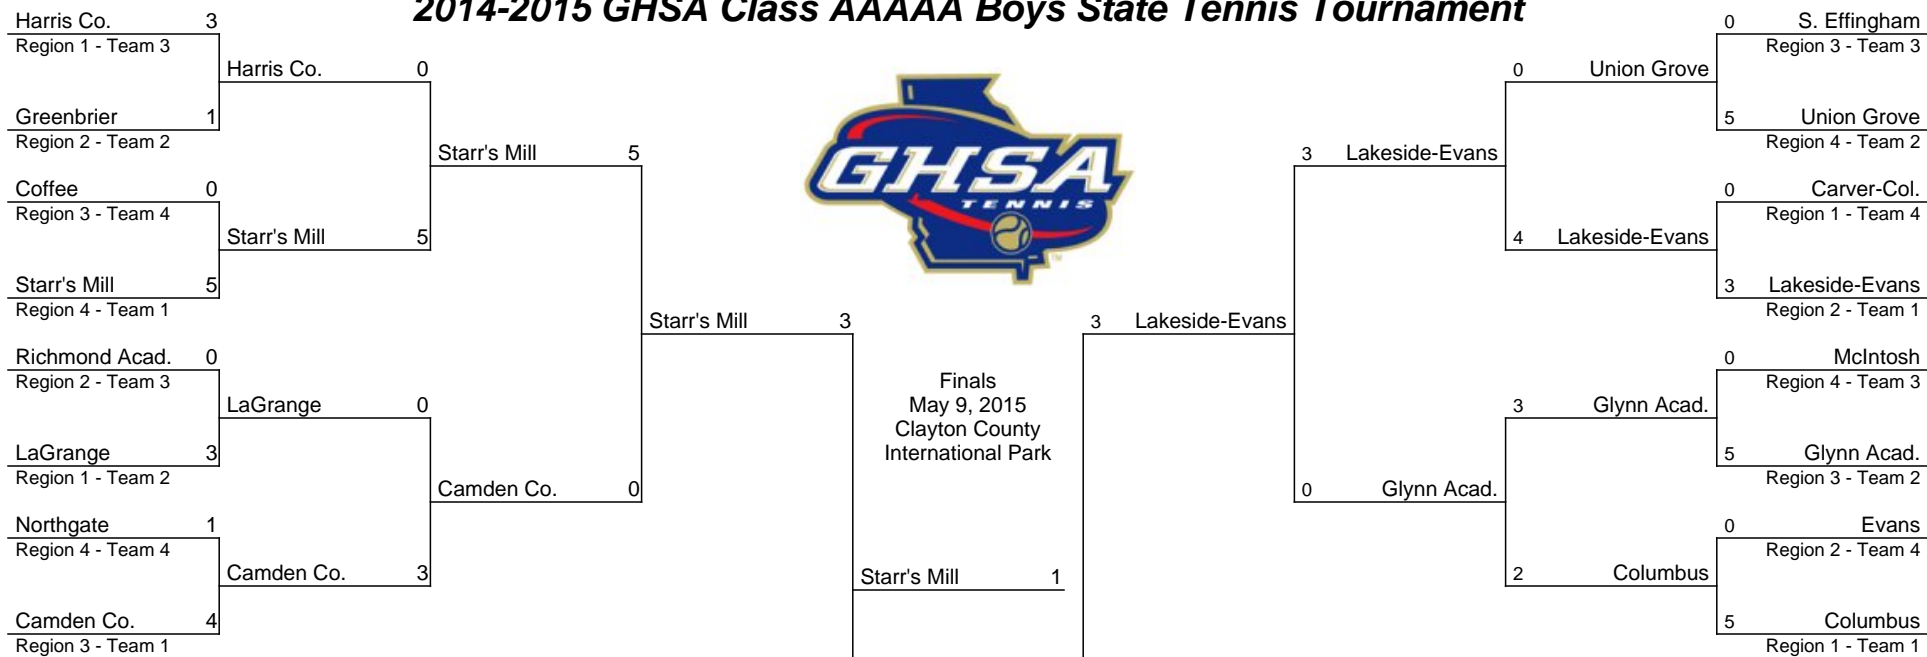 2014-2015 GHSA Class AAAAA Boys State Tennis Tournament
Harris Co. 3
Region 1 - Team 3
Harris Co. 0
Greenbrier 1
Region 2 - Team 2
Starr's Mill 5
Coffee 0
Region 3 - Team 4
Starr's Mill 5
Starr's Mill 5
Region 4 - Team 1
Starr's Mill 3
Richmond Acad. 0
Region 2 - Team 3
LaGrange 0
LaGrange 3
Region 1 - Team 2
Camden Co. 0
Northgate 1
Region 4 - Team 4
Camden Co. 3
Camden Co. 4
Region 3 - Team 1
GHSA
TENNIS
TM
Finals
May 9, 2015
Clayton County
International Park
Starr's Mill 1
0 S. Effingham
Region 3 - Team 3
0 Union Grove
5 Union Grove
Region 4 - Team 2
3 Lakeside-Evans
0 Carver-Col.
Region 1 - Team 4
4 Lakeside-Evans
3 Lakeside-Evans
Region 2 - Team 1
3 Lakeside-Evans
0 McIntosh
Region 4 - Team 3
3 Glynn Acad.
5 Glynn Acad.
Region 3 - Team 2
0 Glynn Acad.
0 Evans
Region 2 - Team 4
2 Columbus
5 Columbus
Region 1 - Team 1